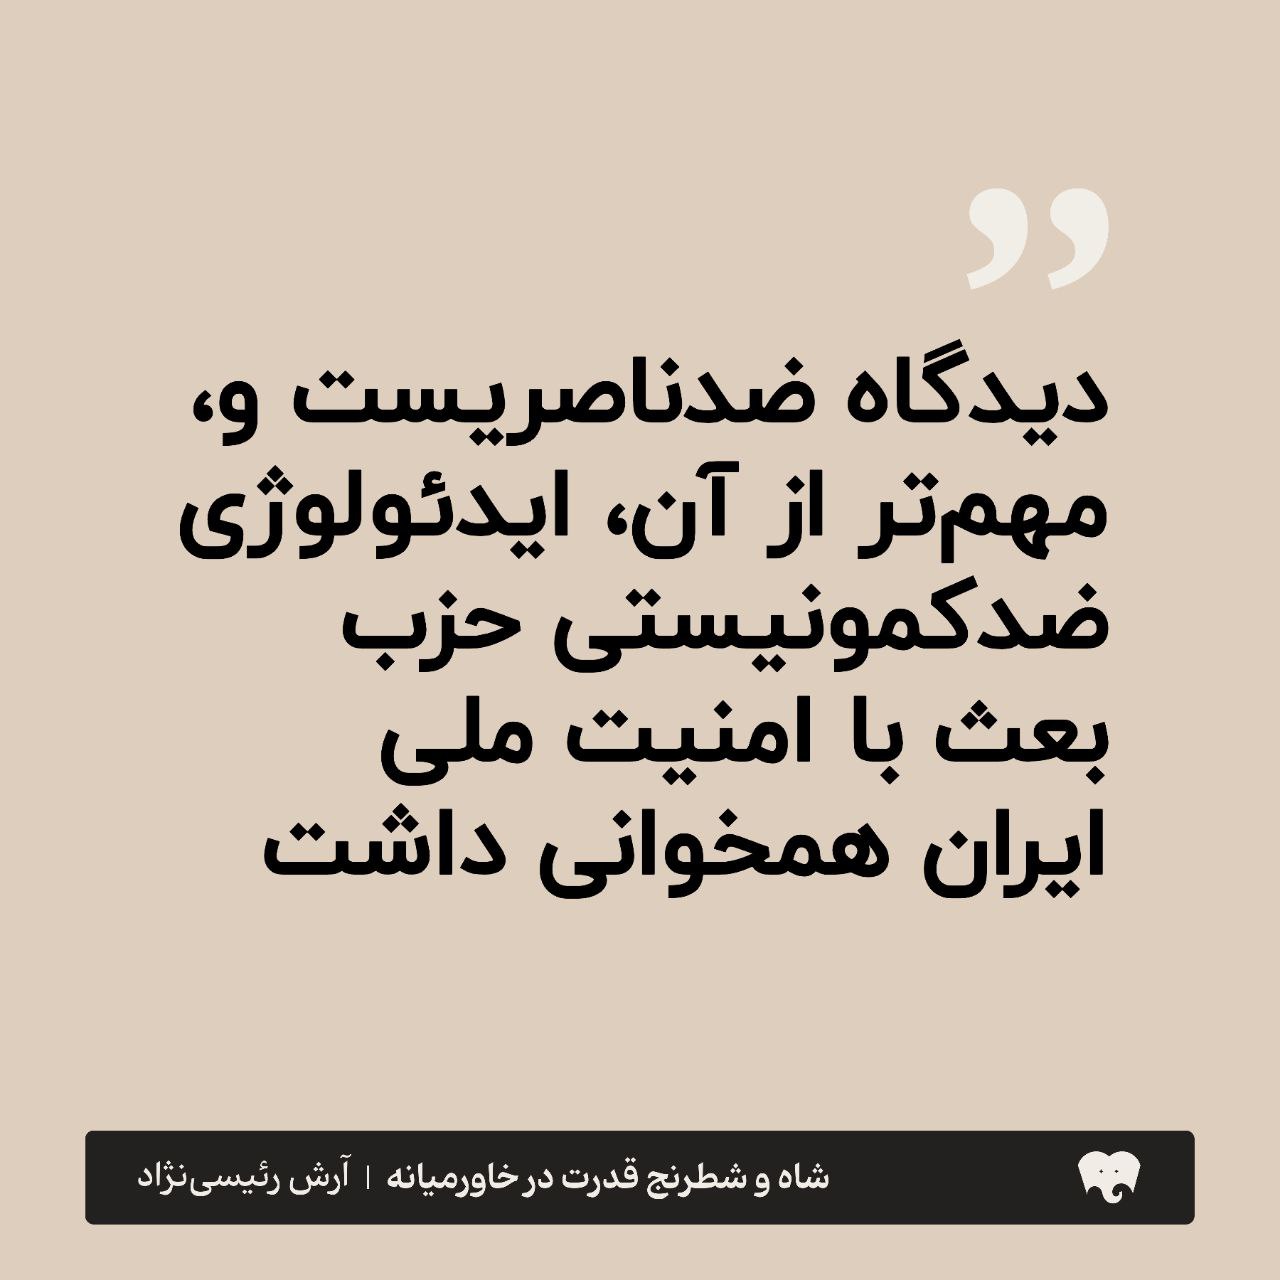 ”
دیدگاه ضدناصریست و،
مهم‌تر از آن، ایدئولوژی
ضدکمونیستی حزب
بعث با امنیت ملی
ایران همخوانی داشت
شاه و شطرنج قدرت در خاورمیانه | آرش رئیسی‌نژاد